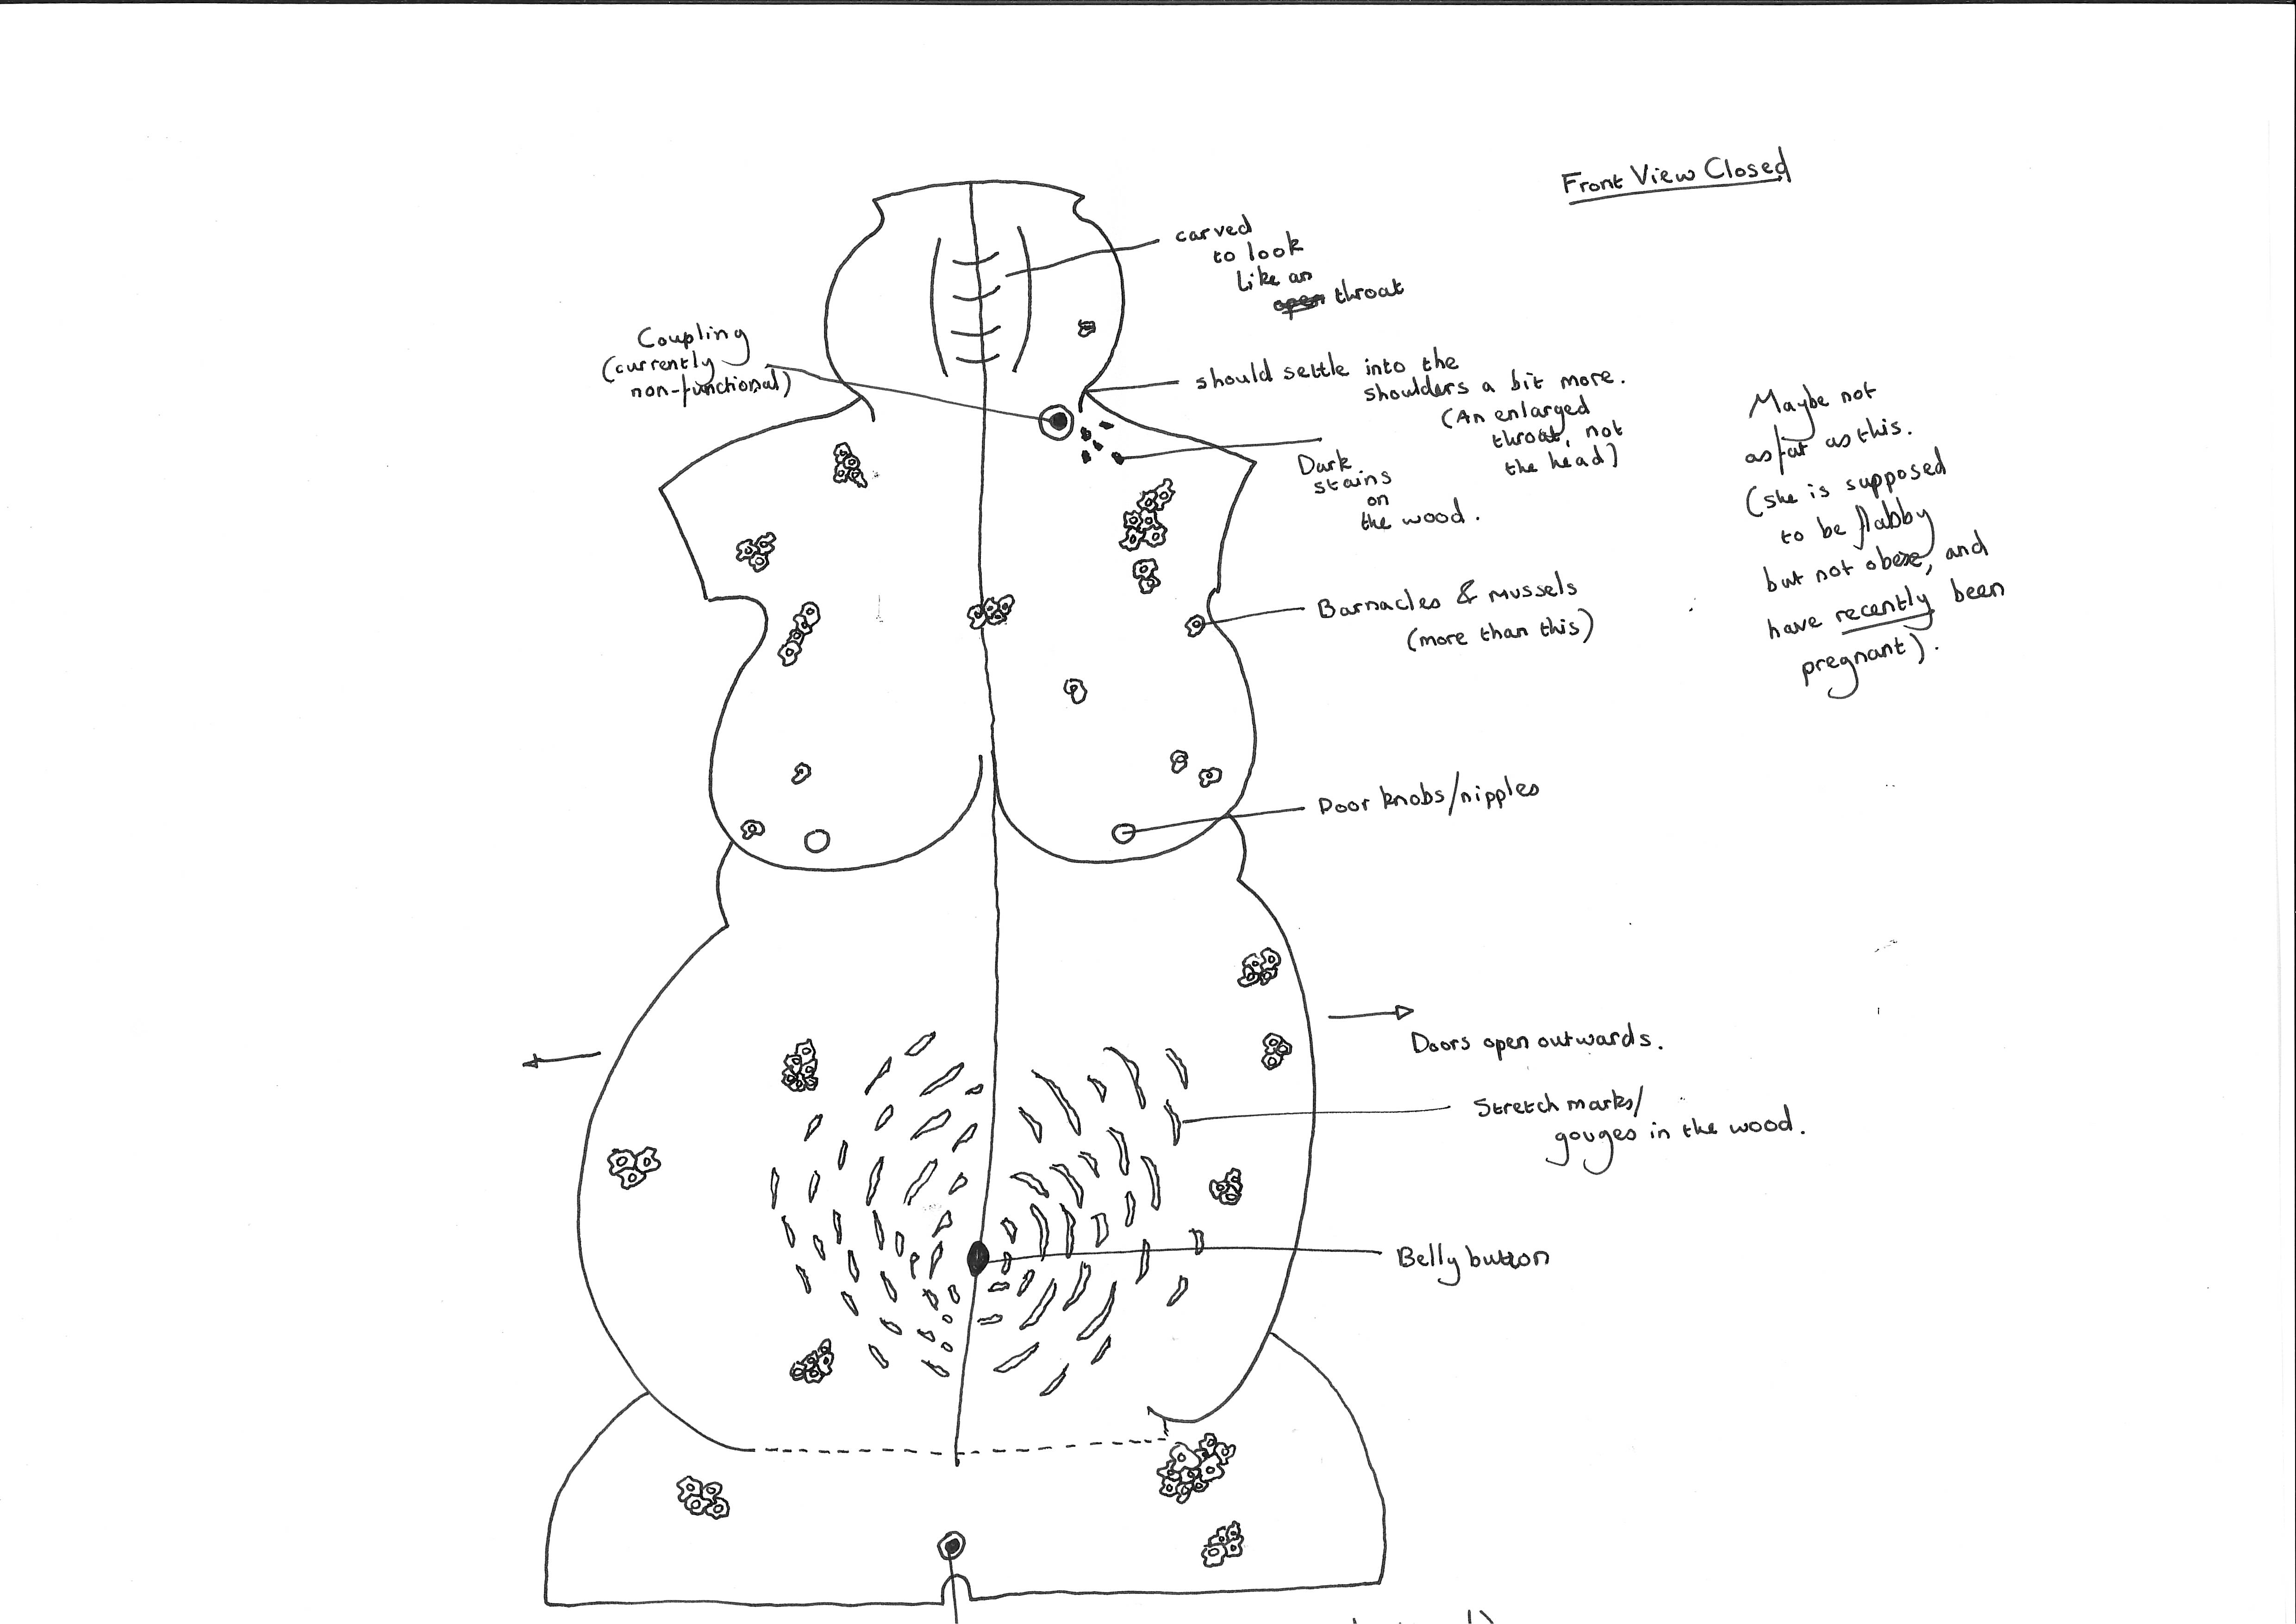 Front View Closed
carved
to look
like an
open throat
Coupling
(currently
non-functional)
should settle into the
shoulders a bit more.
(An enlarged
throat, not
the head)
Dark
stains
on
the wood.
Maybe not
as fat as this.
(she is supposed
to be flabby
but not obese, and
have recently been
pregnant).
Barnacles & mussels
(more than this)
Door knobs/nipples
Doors open outwards.
Stretch marks/
gouges in the wood.
Belly button